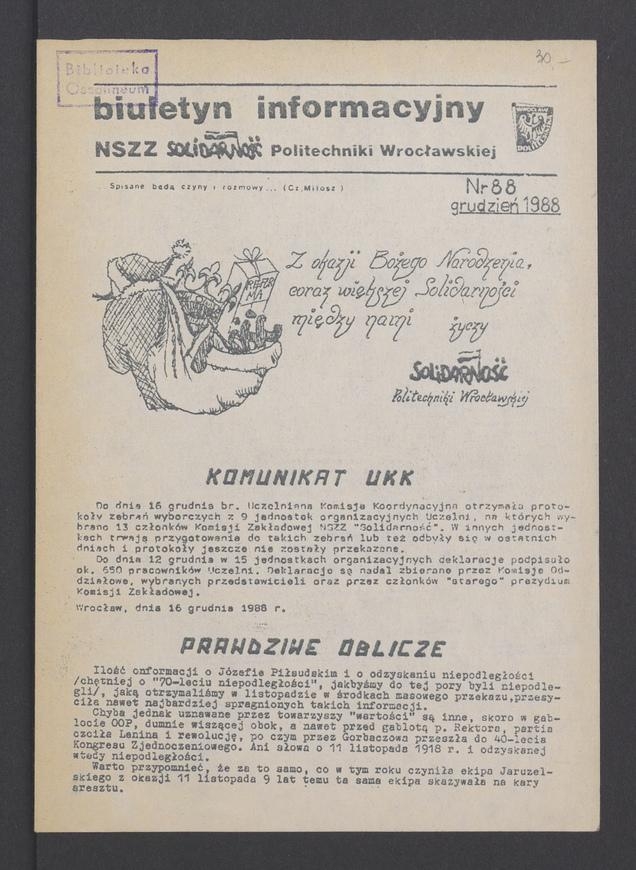 30,–
Biblioteka
Ossolineum
biuletyn informacyjny
NSZZ SOLIDARNOŚĆ Politechniki Wrocławskiej
Spisane będą czyny i rozmowy... (Cz.Miłosz)
Nr 88
grudzień 1988
REFOR
MA
Z okazji Bożego Narodzenia,
coraz większej Solidarności
między nami życzy
SOLIDARNOŚĆ
Politechniki Wrocławskiej
KOMUNIKAT UKK
Do dnia 16 grudnia br. Uczelniana Komisja Koordynacyjna otrzymała proto-
koły zebrań wyborczych z 9 jednostek organizacyjnych Uczelni, na których wy-
brano 13 członków Komisji Zakładowej NSZZ "Solidarność". W innych jednost-
kach trwają przygotowania do takich zebrań lub też odbyły się w ostatnich
dniach i protokoły jeszcze nie zostały przekazane.
Do dnia 12 grudnia w 15 jednostkach organizacyjnych deklaracje podpisało
ok. 650 pracowników Uczelni. Deklaracje są nadal zbierane przez Komisje Od-
działowe, wybranych przedstawicieli oraz przez członków "starego" prezydium
Komisji Zakładowej.
Wrocław, dnia 16 grudnia 1988 r.
PRAWDZIWE OBLICZE
Ilość onformacji o Józefie Piłsudskim i o odzyskaniu niepodległości
/chętniej o "70-leciu niepodległości", jakbyśmy do tej pory byli niepodle-
gli/, jaką otrzymaliśmy w listopadzie w środkach masowego przekazu,przesy-
ciła nawet najbardziej spragnionych takich informacji.
Chyba jednak uznawane przez towarzyszy "wartości" są inne, skoro w gab-
locie OOP, dumnie wiszącej obok, a nawet przed gablotą p. Rektora, partia
ozciła Lanina i rewolucję, po czym przez Gorbaczowa przeszła do 40-lecia
Kongresu Zjednoczeniowego. Ani słowa o 11 listopada 1918 r. i odzyskanej
wtedy niepodległości.
Warto przypomnieć, że za to samo, co w tym roku czyniła ekipa Jaruzel-
skiego z okazji 11 listopada 9 lat temu ta sama ekipa skazywała na kary
aresztu.